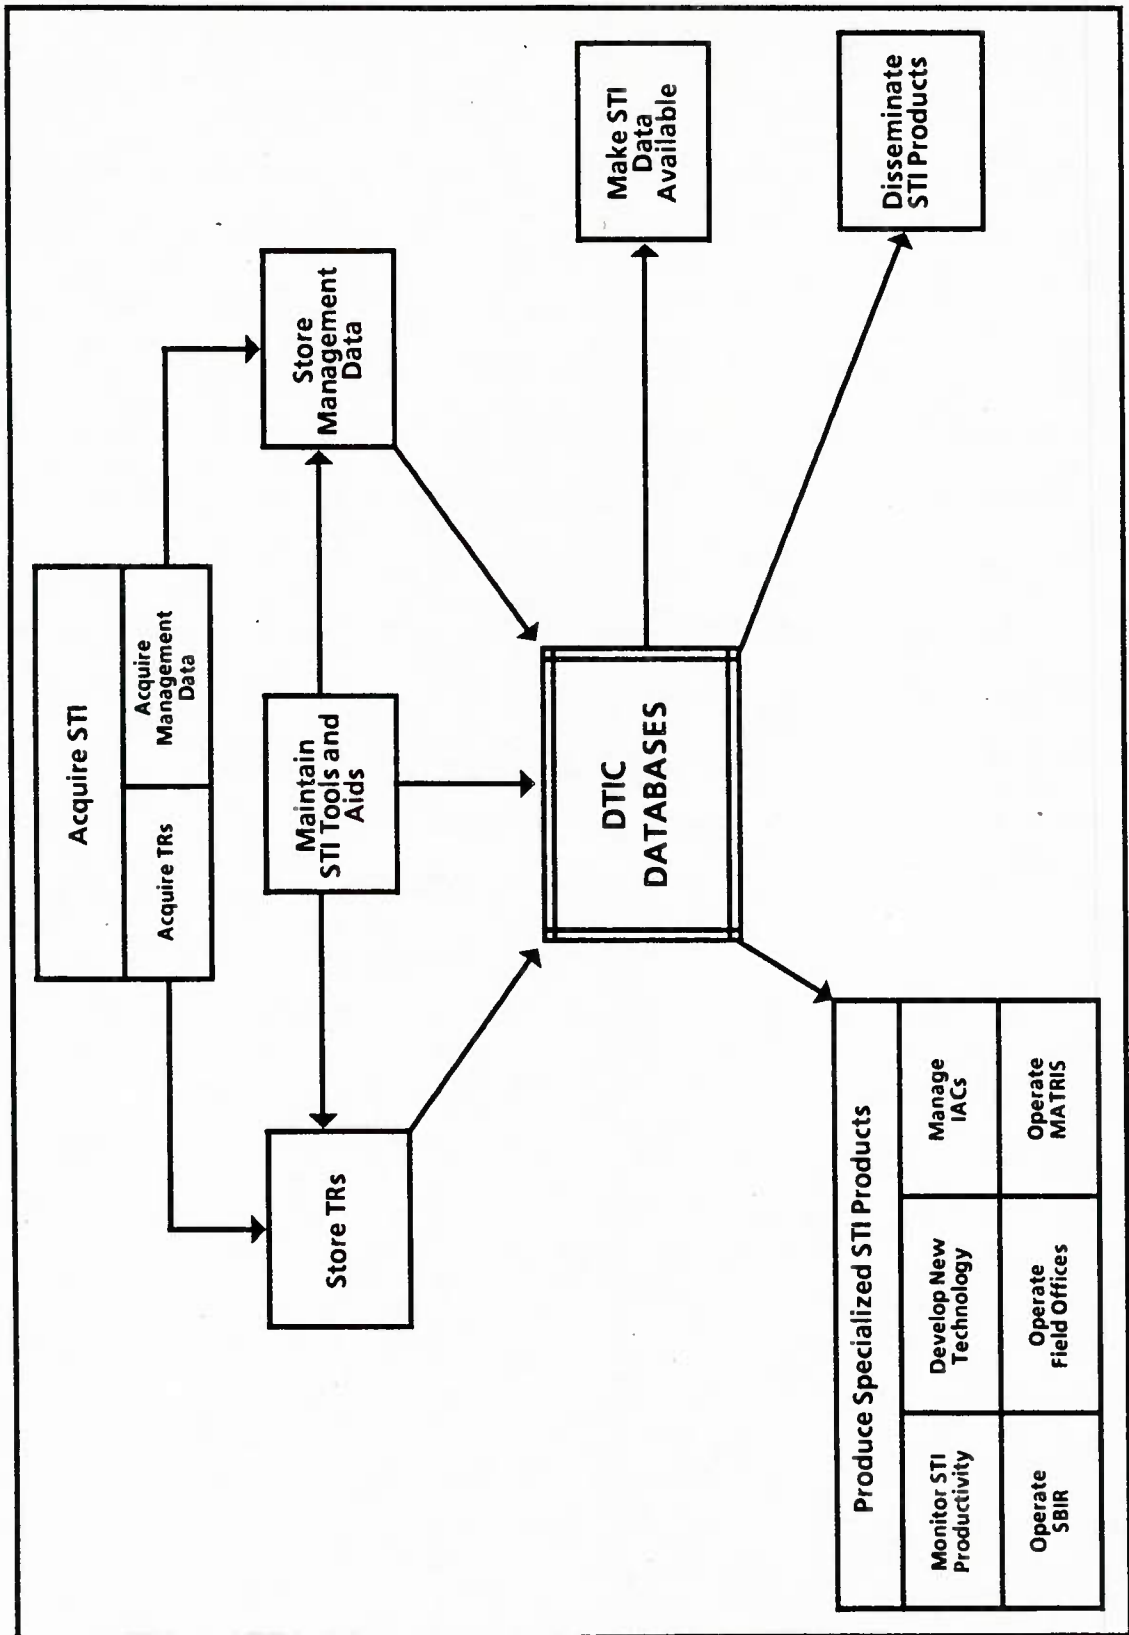 Acquire STI
Acquire TRs
Acquire
Management
Data
Store TRs
Maintain
STI Tools and
Aids
Store
Management
Data
DTIC
DATABASES
Make STI
Data
Available
Produce Specialized STI Products
Monitor STI
Productivity
Develop New
Technology
Manage
IACs
Operate
SBIR
Operate
Field Offices
Operate
MATRIS
Disseminate
STI Products